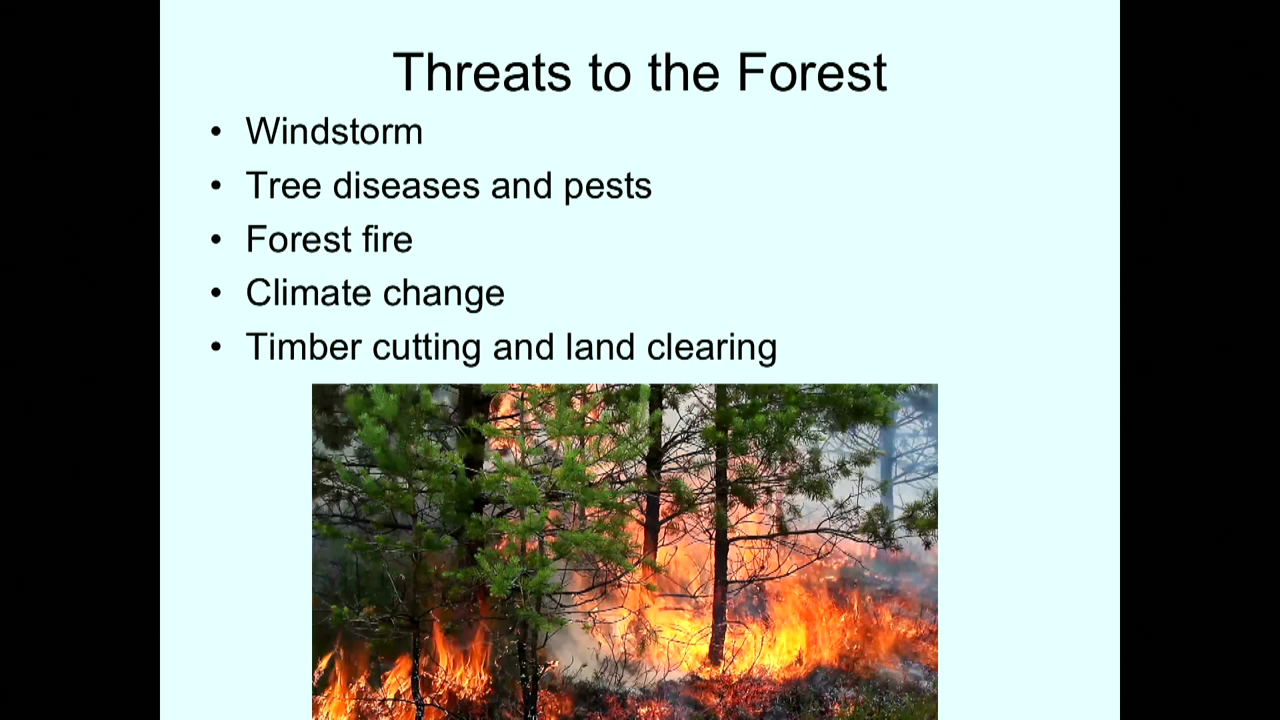 Threats to the Forest
• Windstorm
• Tree diseases and pests
• Forest fire
• Climate change
• Timber cutting and land clearing